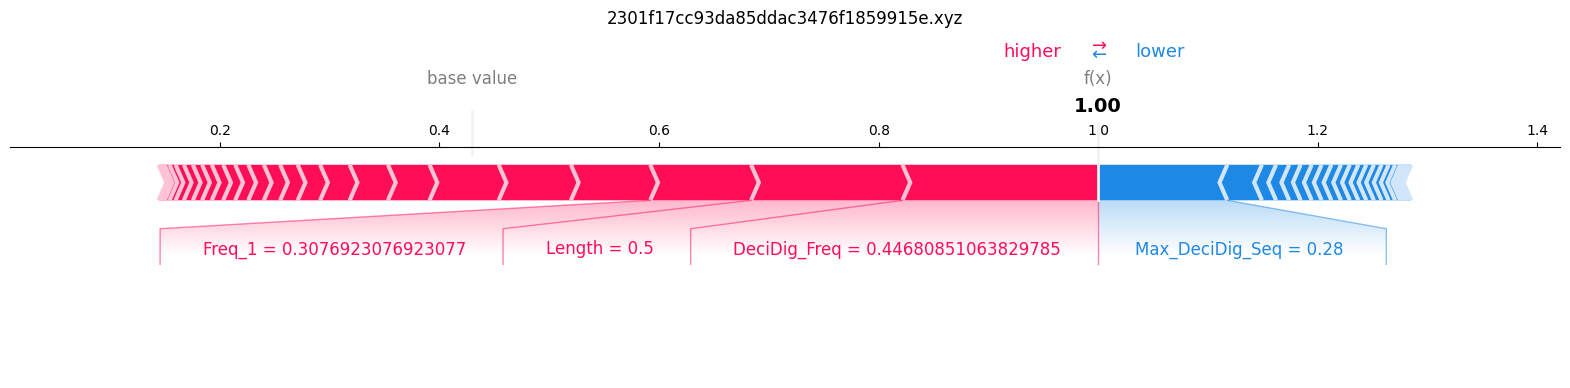 2301f17cc93da85ddac3476f1859915e.xyz
higher ⇄ lower
base value f(x)
1.00
0.2 0.4 0.6 0.8 1.0 1.2 1.4
Freq_1 = 0.3076923076923077 Length = 0.5 DeciDig_Freq = 0.44680851063829785 Max_DeciDig_Seq = 0.28